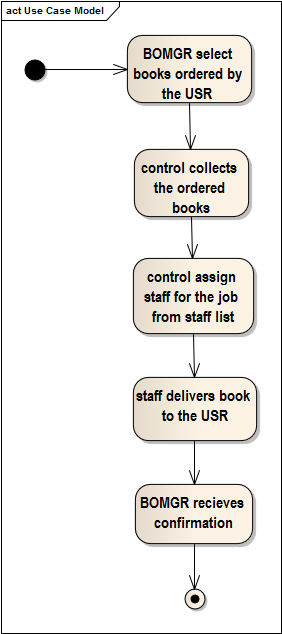 act Use Case Model
BOMGR select
books ordered by
the USR
control collects
the ordered
books
control assign
staff for the job
from staff list
staff delivers book
to the USR
BOMGR recieves
confirmation